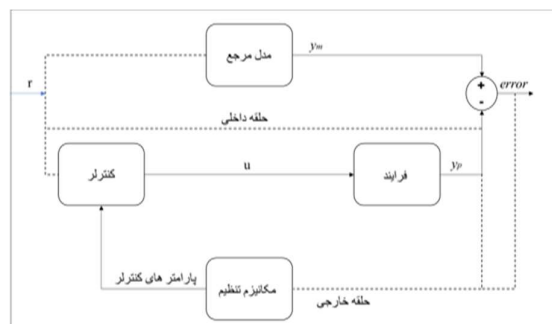 مدل مرجع
ym
r
error
+
-
حلقه داخلی
کنترلر
u
فرایند
yp
پارامتر های کنترلر
مکانیزم تنظیم
حلقه خارجی